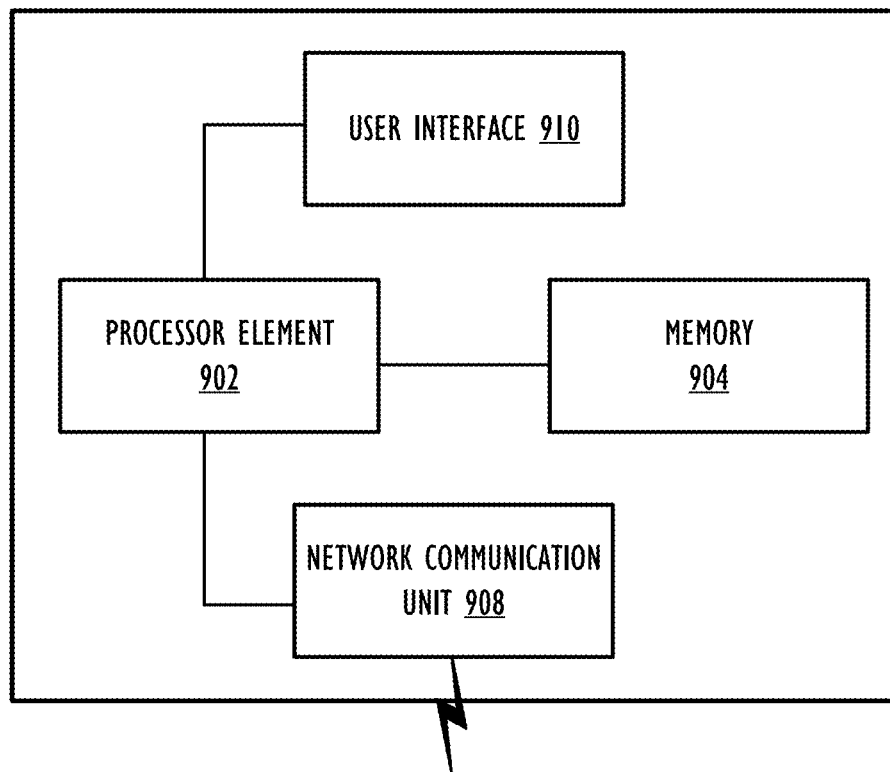 USER INTERFACE 910
PROCESSOR ELEMENT
902
MEMORY
904
NETWORK COMMUNICATION
UNIT 908